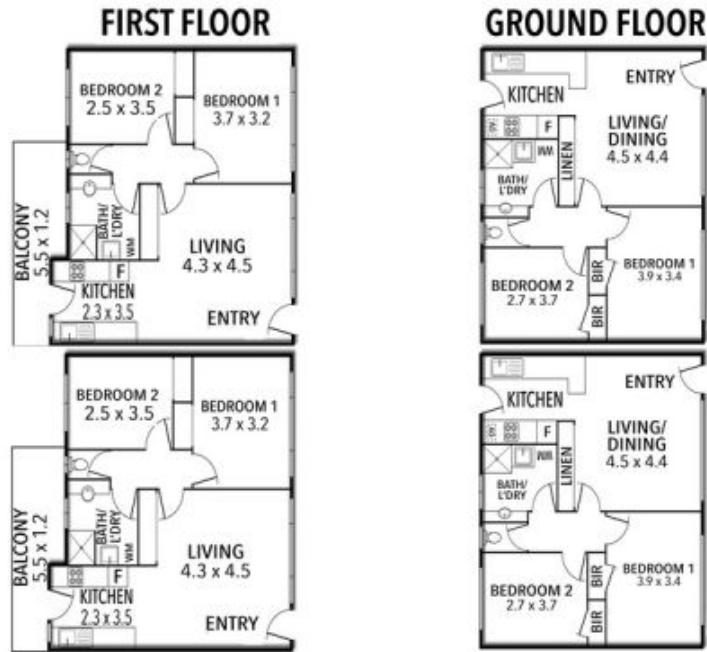 FIRST FLOOR
BEDROOM 2
2.5 x 3.5
BEDROOM 1
3.7 x 3.2
BALCONY
5.5 x 1.2
BATH/
L'DRY
WM
LIVING
4.3 x 4.5
F
KITCHEN
2.3 x 3.5
ENTRY
BEDROOM 2
2.5 x 3.5
BEDROOM 1
3.7 x 3.2
BALCONY
5.5 x 1.2
BATH/
L'DRY
WM
LIVING
4.3 x 4.5
F
KITCHEN
2.3 x 3.5
ENTRY
GROUND FLOOR
ENTRY
KITCHEN
F
LIVING/
DINING
4.5 x 4.4
WM
LINEN
BATH/
L'DRY
BEDROOM 1
3.9 x 3.4
BIR
BEDROOM 2
2.7 x 3.7
BIR
ENTRY
KITCHEN
F
LIVING/
DINING
4.5 x 4.4
WM
LINEN
BATH/
L'DRY
BEDROOM 1
3.9 x 3.4
BIR
BEDROOM 2
2.7 x 3.7
BIR